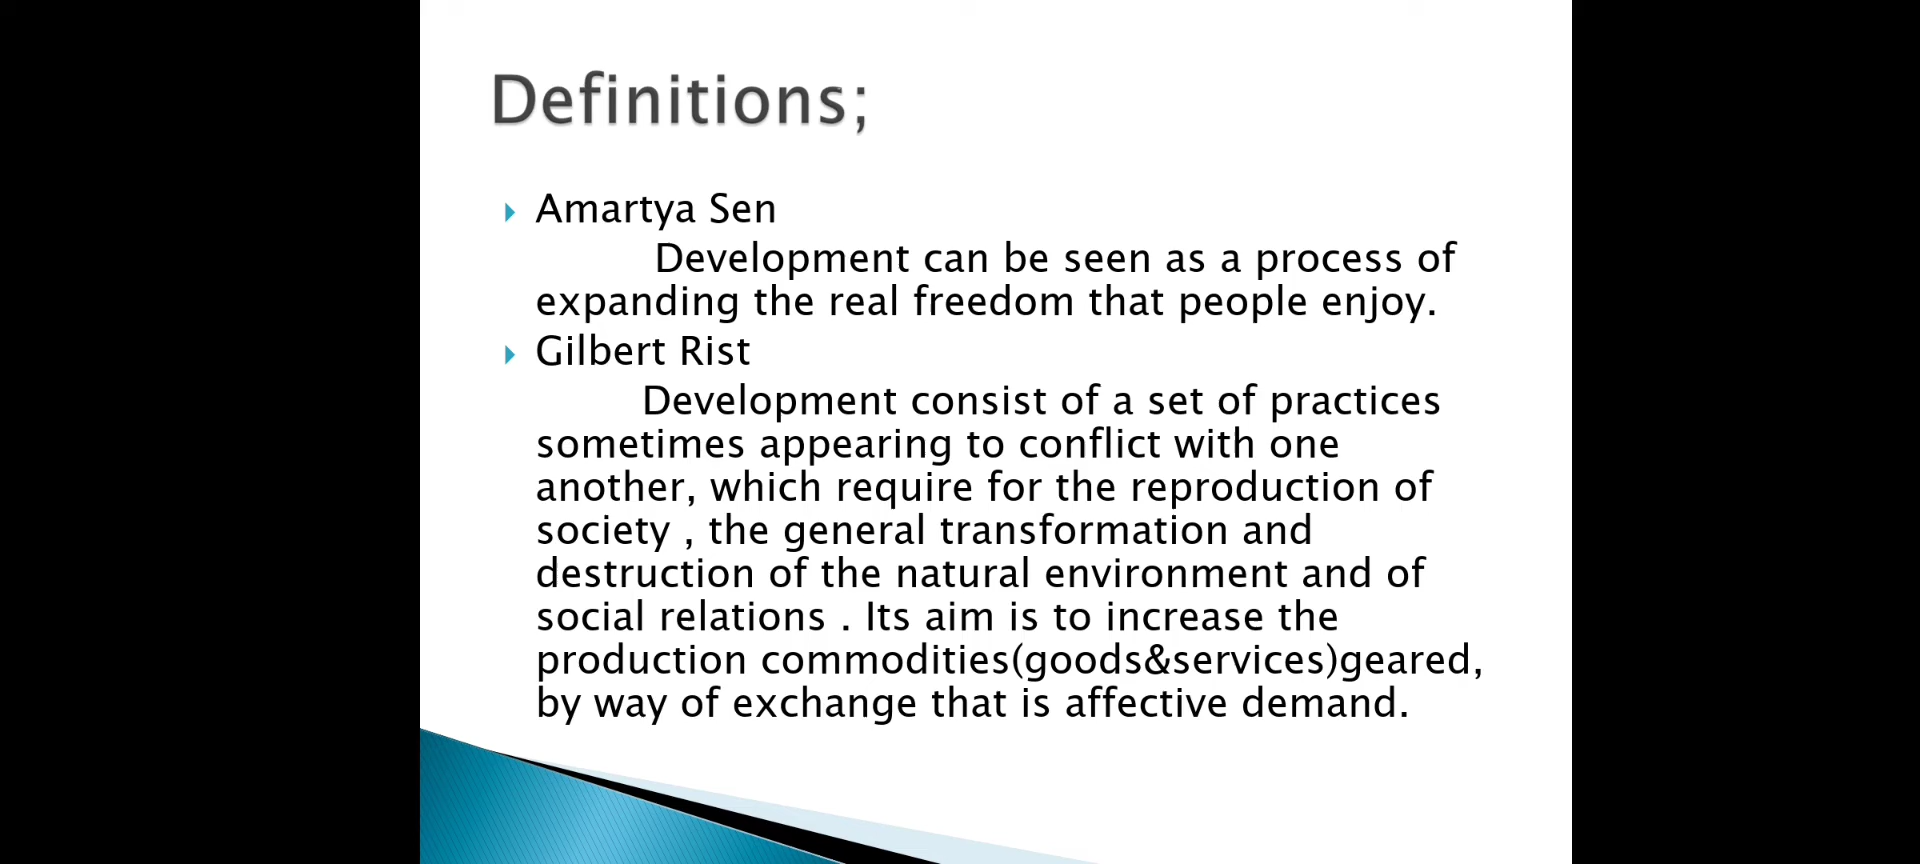 Definitions;
Amartya Sen
Development can be seen as a process of
expanding the real freedom that people enjoy.
Gilbert Rist
Development consist of a set of practices
sometimes appearing to conflict with one
another, which require for the reproduction of
society , the general transformation and
destruction of the natural environment and of
social relations . Its aim is to increase the
production commodities(goods&services)geared,
by way of exchange that is affective demand.